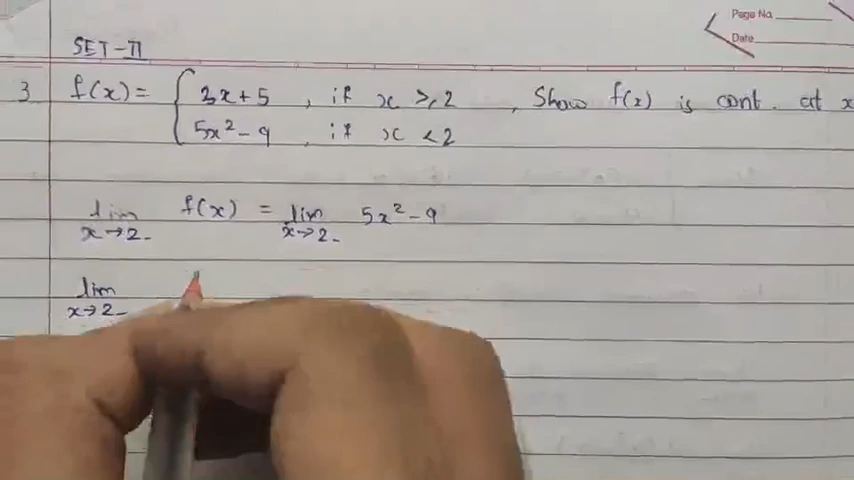 Page No.
Date
SET-II
3 f(x) = { 3x+5 , if x ≥ 2 , Show f(x) is cont. at x
5x² - 9 , if x < 2
lim x→2- f(x) = lim x→2- 5x² - 9
lim x→2-